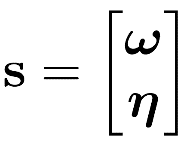 s = [ω
η]